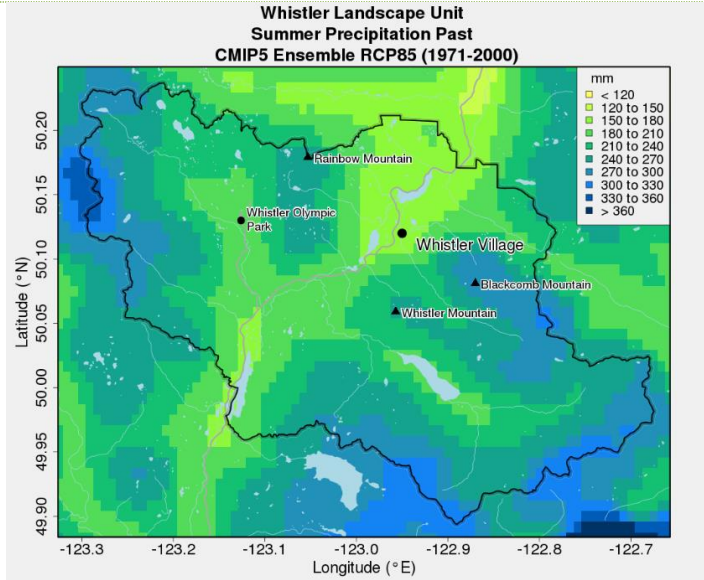 Whistler Landscape Unit
Summer Precipitation Past
CMIP5 Ensemble RCP85 (1971-2000)
mm
< 120
120 to 150
150 to 180
180 to 210
210 to 240
240 to 270
270 to 300
300 to 330
330 to 360
> 360
Rainbow Mountain
Whistler Olympic
Park
Whistler Village
Blackcomb Mountain
Whistler Mountain
Latitude (°N)
50.20
50.15
50.10
50.05
50.00
49.95
49.90
-123.3 -123.2 -123.1 -123.0 -122.9 -122.8 -122.7
Longitude (°E)